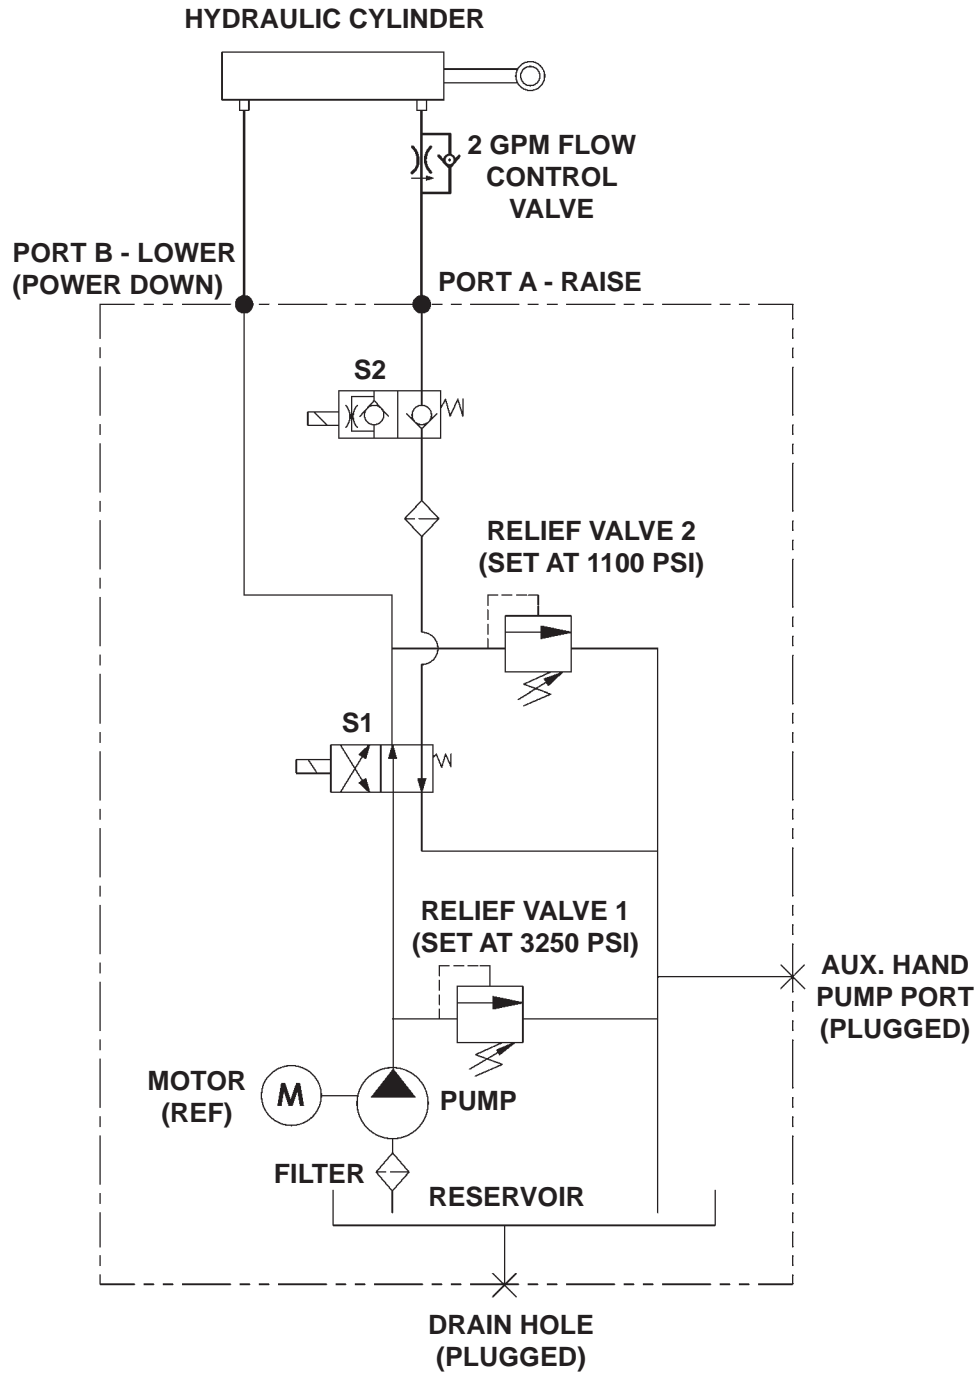 HYDRAULIC CYLINDER
2 GPM FLOW
CONTROL
VALVE
PORT B - LOWER
(POWER DOWN)
PORT A - RAISE
S2
RELIEF VALVE 2
(SET AT 1100 PSI)
S1
RELIEF VALVE 1
(SET AT 3250 PSI)
AUX. HAND
PUMP PORT
(PLUGGED)
MOTOR
(REF)
M
PUMP
FILTER
RESERVOIR
DRAIN HOLE
(PLUGGED)